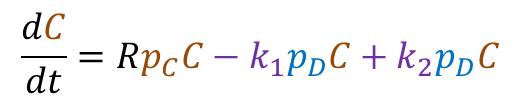 dC/dt = Rp_C C − k_1 p_D C + k_2 p_D C